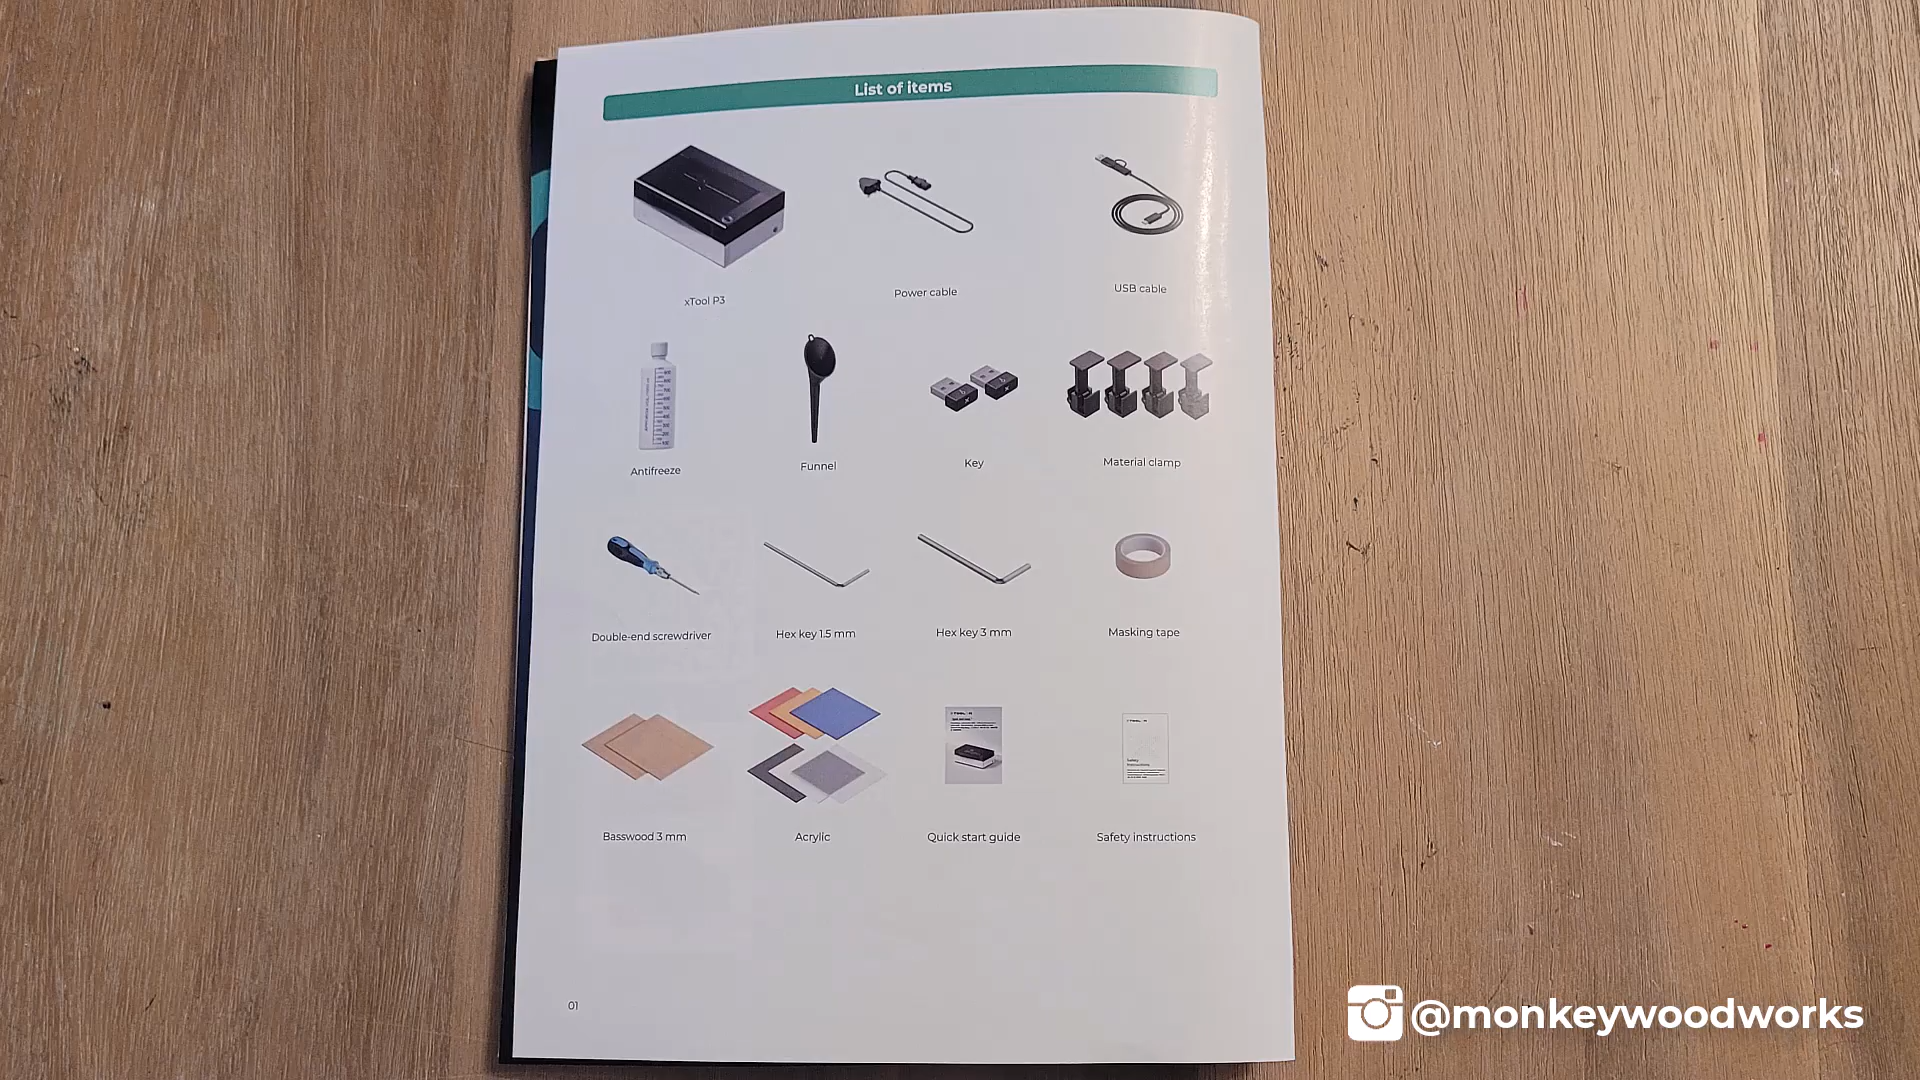 List of items
xTool P3
Power cable
USB cable
Antifreeze
Funnel
Key
Material clamp
Double-end screwdriver
Hex key 1.5 mm
Hex key 3 mm
Masking tape
Basswood 3 mm
Acrylic
Quick start guide
Safety instructions
01
@monkeywoodworks